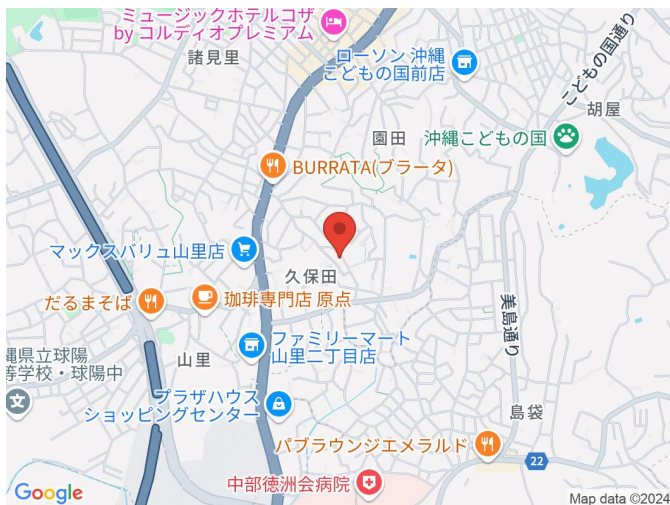 ミュージックホテルコザ
by コルディオプレミアム
諸見里
ローソン 沖縄
こどもの国前店
こどもの国通り
胡屋
園田
沖縄こどもの国
BURRATA(ブラータ)
マックスバリュ山里店
久保田
だるまそば
珈琲専門店 原点
美島通り
ファミリーマート
山里二丁目店
縄県立球陽
等学校・球陽中
山里
プラザハウス
ショッピングセンター
島袋
パブラウンジエメラルド
22
中部徳洲会病院
Google
Map data ©2024